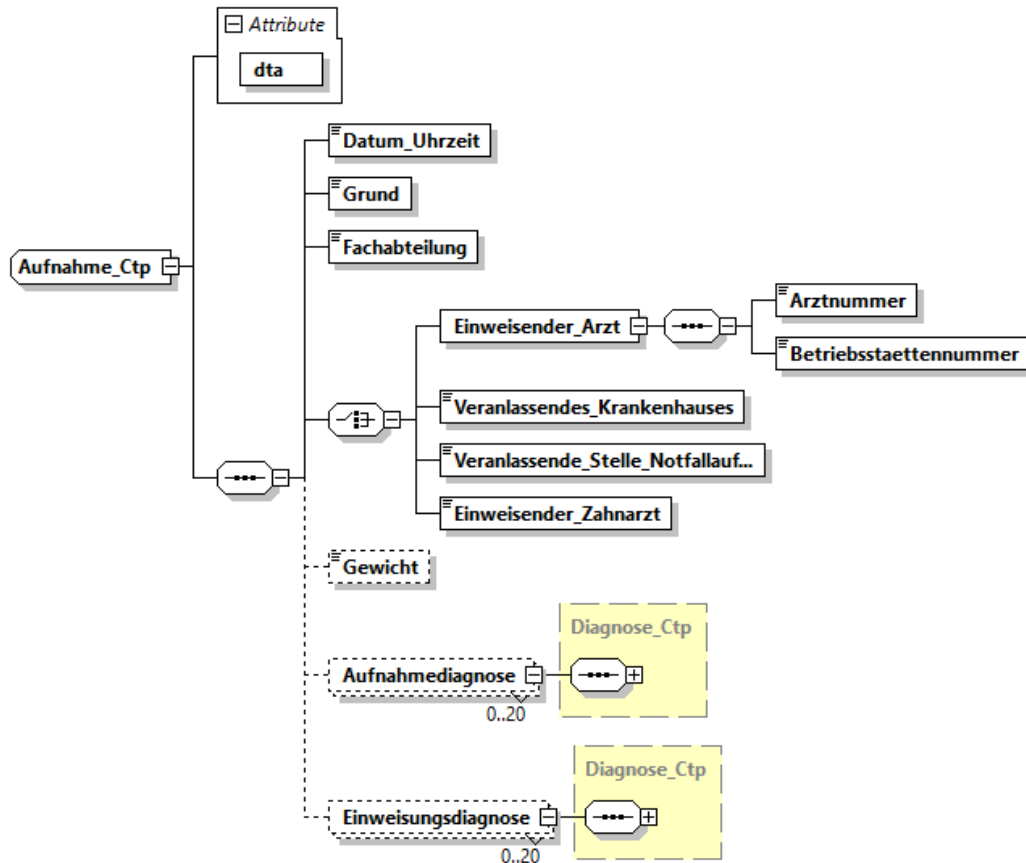 Attribute
dta
Datum_Uhrzeit
Grund
Fachabteilung
Aufnahme_Ctp
Einweisender_Arzt
Arztnummer
Betriebsstaettennummer
Veranlassendes_Krankenhauses
Veranlassende_Stelle_Notfallauf...
Einweisender_Zahnarzt
Gewicht
Diagnose_Ctp
Aufnahmediagnose
0..20
Diagnose_Ctp
Einweisungsdiagnose
0..20